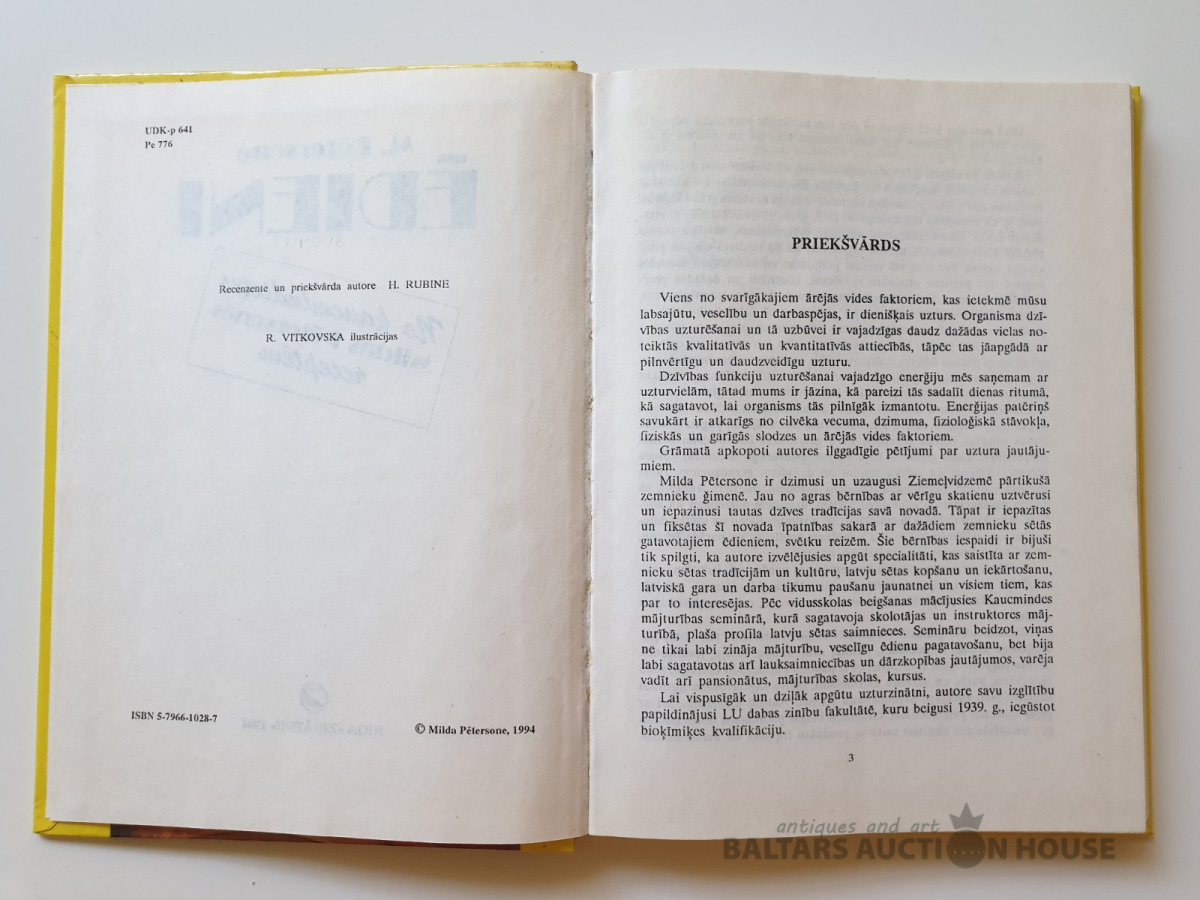 UDK-p 641
Pe 776
Recenzente un priekšvārda autore H. RUBINE
R. VITKOVSKA ilustrācijas
ISBN 5-7966-1028-7
© Milda Pētersone, 1994
PRIEKŠVĀRDS
Viens no svarīgākajiem ārējās vides faktoriem, kas ietekmē mūsu
labsajūtu, veselību un darbaspējas, ir dienišķais uzturs. Organisma dzī-
vības uzturēšanai un tā uzbūvei ir vajadzīgas daudz dažādas vielas no-
teiktās kvalitatīvās un kvantitatīvās attiecībās, tāpēc tas jāapgādā ar
pilnvērtīgu un daudzveidīgu uzturu.
Dzīvības funkciju uzturēšanai vajadzīgo enerģiju mēs saņemam ar
uzturvielām, tātad mums ir jāzina, kā pareizi tās sadalīt dienas ritumā,
kā sagatavot, lai organisms tās pilnīgāk izmantotu. Enerģijas patēriņš
savukārt ir atkarīgs no cilvēka vecuma, dzimuma, fizioloģiskā stāvokļa,
fiziskās un garīgās slodzes un ārējās vides faktoriem.
Grāmatā apkopoti autores ilggadīgie pētījumi par uztura jautāju-
miem.
Milda Pētersone ir dzimusi un uzaugusi Ziemeļvidzemē pārtikušā
zemnieku ģimenē. Jau no agras bērnības ar vērīgu skatienu uztvērusi
un iepazinusi tautas dzīves tradīcijas savā novadā. Tāpat ir iepazītas
un fiksētas šī novada īpatnības sakarā ar dažādiem zemnieku sētās
gatavotajiem ēdieniem, svētku reizēm. Šie bērnības iespaidi ir bijuši
tik spilgti, ka autore izvēlējusies apgūt specialitāti, kas saistīta ar zem-
nieku sētas tradīcijām un kultūru, latvju sētas kopšanu un iekārtošanu,
latviskā gara un darba tikumu paušanu jaunatnei un visiem tiem, kas
par to interesējas. Pēc vidusskolas beigšanas mācījusies Kaucmindes
mājturības seminārā, kurā sagatavoja skolotājas un instruktores māj-
turībā, plaša profila latvju sētas saimnieces. Semināru beidzot, viņas
ne tikai labi zināja mājturību, veselīgu ēdienu pagatavošanu, bet bija
labi sagatavotas arī lauksaimniecības un dārzkopības jautājumos, varēja
vadīt arī pansionātus, mājturības skolas, kursus.
Lai vispusīgāk un dziļāk apgūtu uzturzinātni, autore savu izglītību
papildinājusi LU dabas zinību fakultātē, kuru beigusi 1939. g., iegūstot
bioķīmiķes kvalifikāciju.
3
antiques and art
BALTARS AUCTION HOUSE